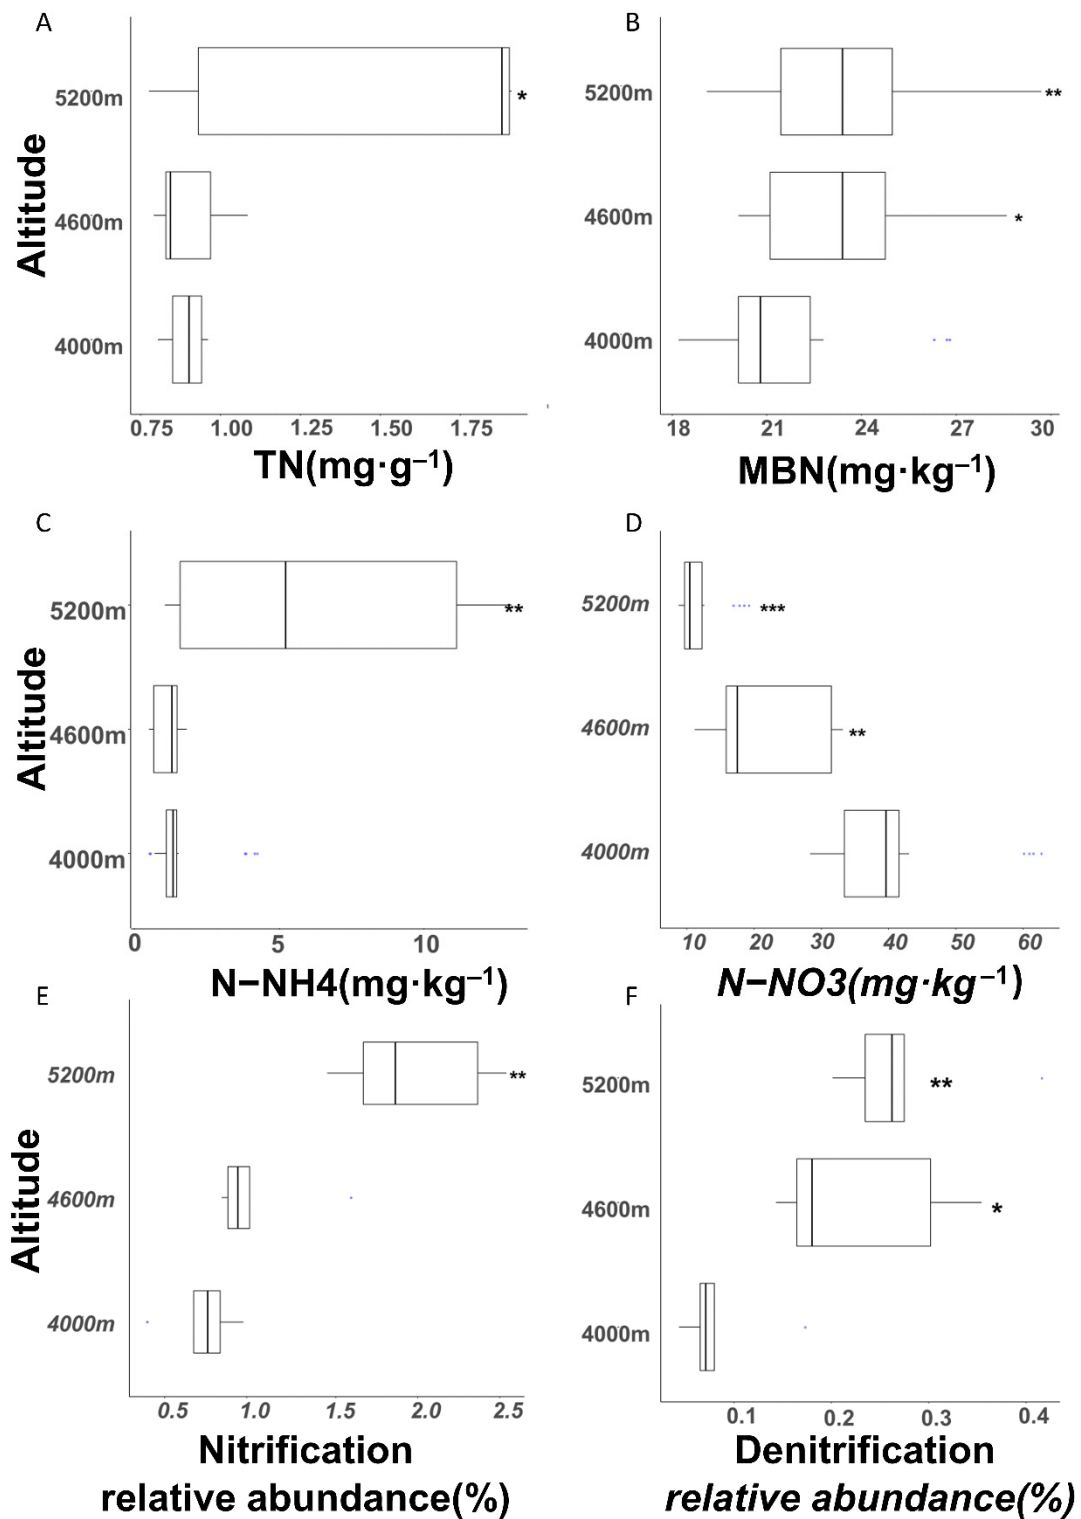 A
5200m
*
4600m
4000m
Altitude
0.75 1.00 1.25 1.50 1.75
TN(mg·g−1)
B
5200m
**
4600m
*
4000m
18 21 24 27 30
MBN(mg·kg−1)
C
5200m
**
4600m
4000m
Altitude
0 5 10
N−NH4(mg·kg−1)
D
5200m
***
4600m
**
4000m
10 20 30 40 50 60
N−NO3(mg·kg−1)
E
5200m
**
4600m
4000m
Altitude
0.5 1.0 1.5 2.0 2.5
Nitrification
relative abundance(%)
F
5200m
**
4600m
*
4000m
0.1 0.2 0.3 0.4
Denitrification
relative abundance(%)